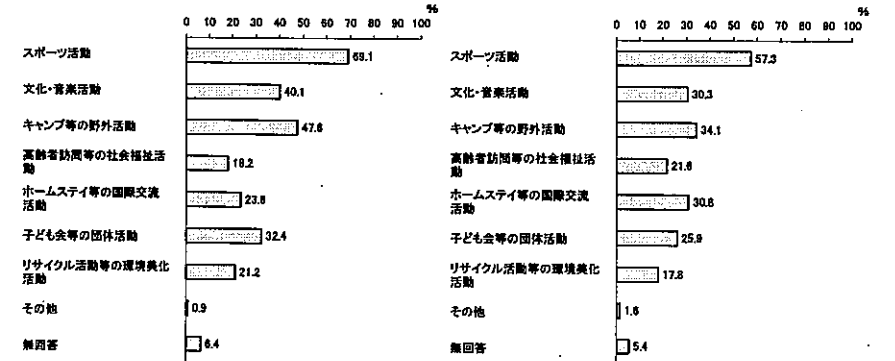 %
0 10 20 30 40 50 60 70 80 90 100
スポーツ活動 69.1
文化・音楽活動 40.1
キャンプ等の野外活動 47.6
高齢者訪問等の社会福祉活
動 18.2
ホームステイ等の国際交流
活動 23.8
子ども会等の団体活動 32.4
リサイクル活動等の環境美化
活動 21.2
その他 0.9
無回答 6.4
%
0 10 20 30 40 50 60 70 80 90 100
スポーツ活動 57.3
文化・音楽活動 30.3
キャンプ等の野外活動 34.1
高齢者訪問等の社会福祉活
動 21.6
ホームステイ等の国際交流
活動 30.8
子ども会等の団体活動 25.9
リサイクル活動等の環境美化
活動 17.8
その他 1.6
無回答 5.4